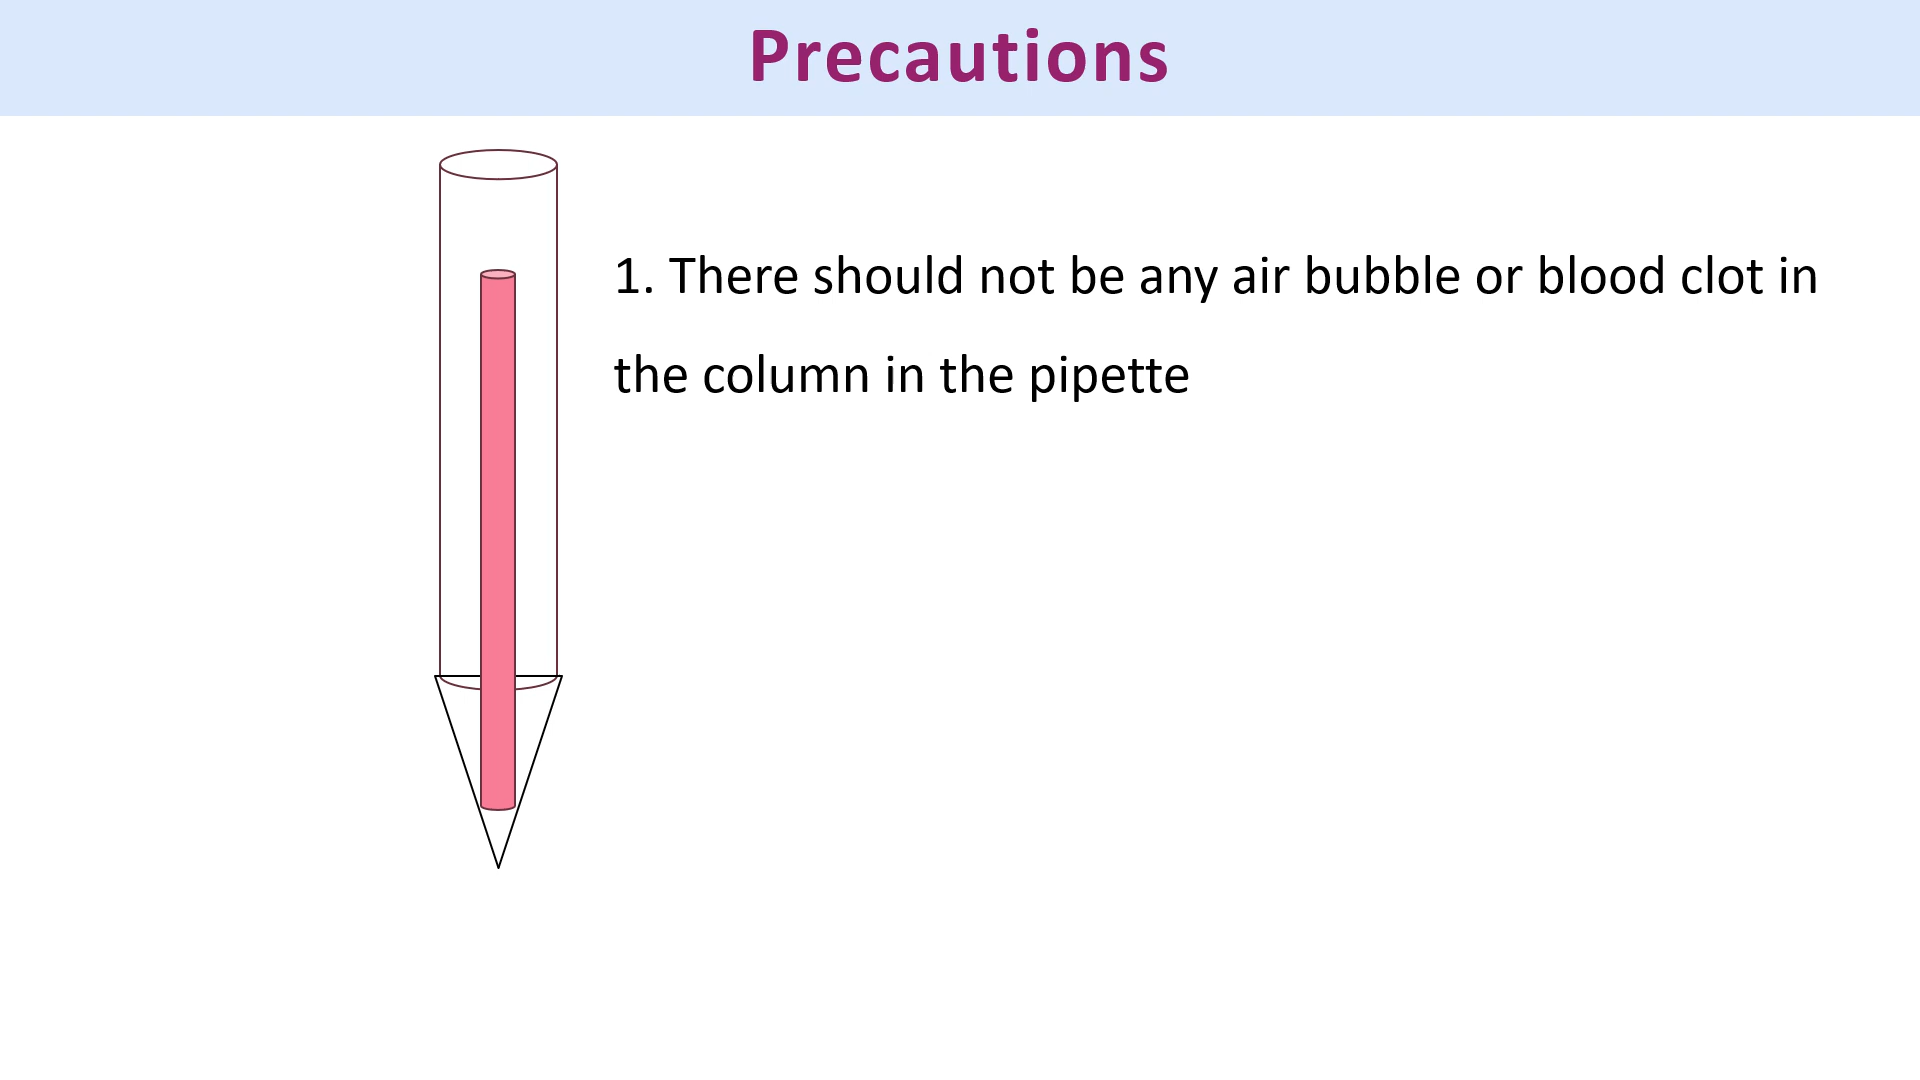 Precautions
1. There should not be any air bubble or blood clot in
the column in the pipette